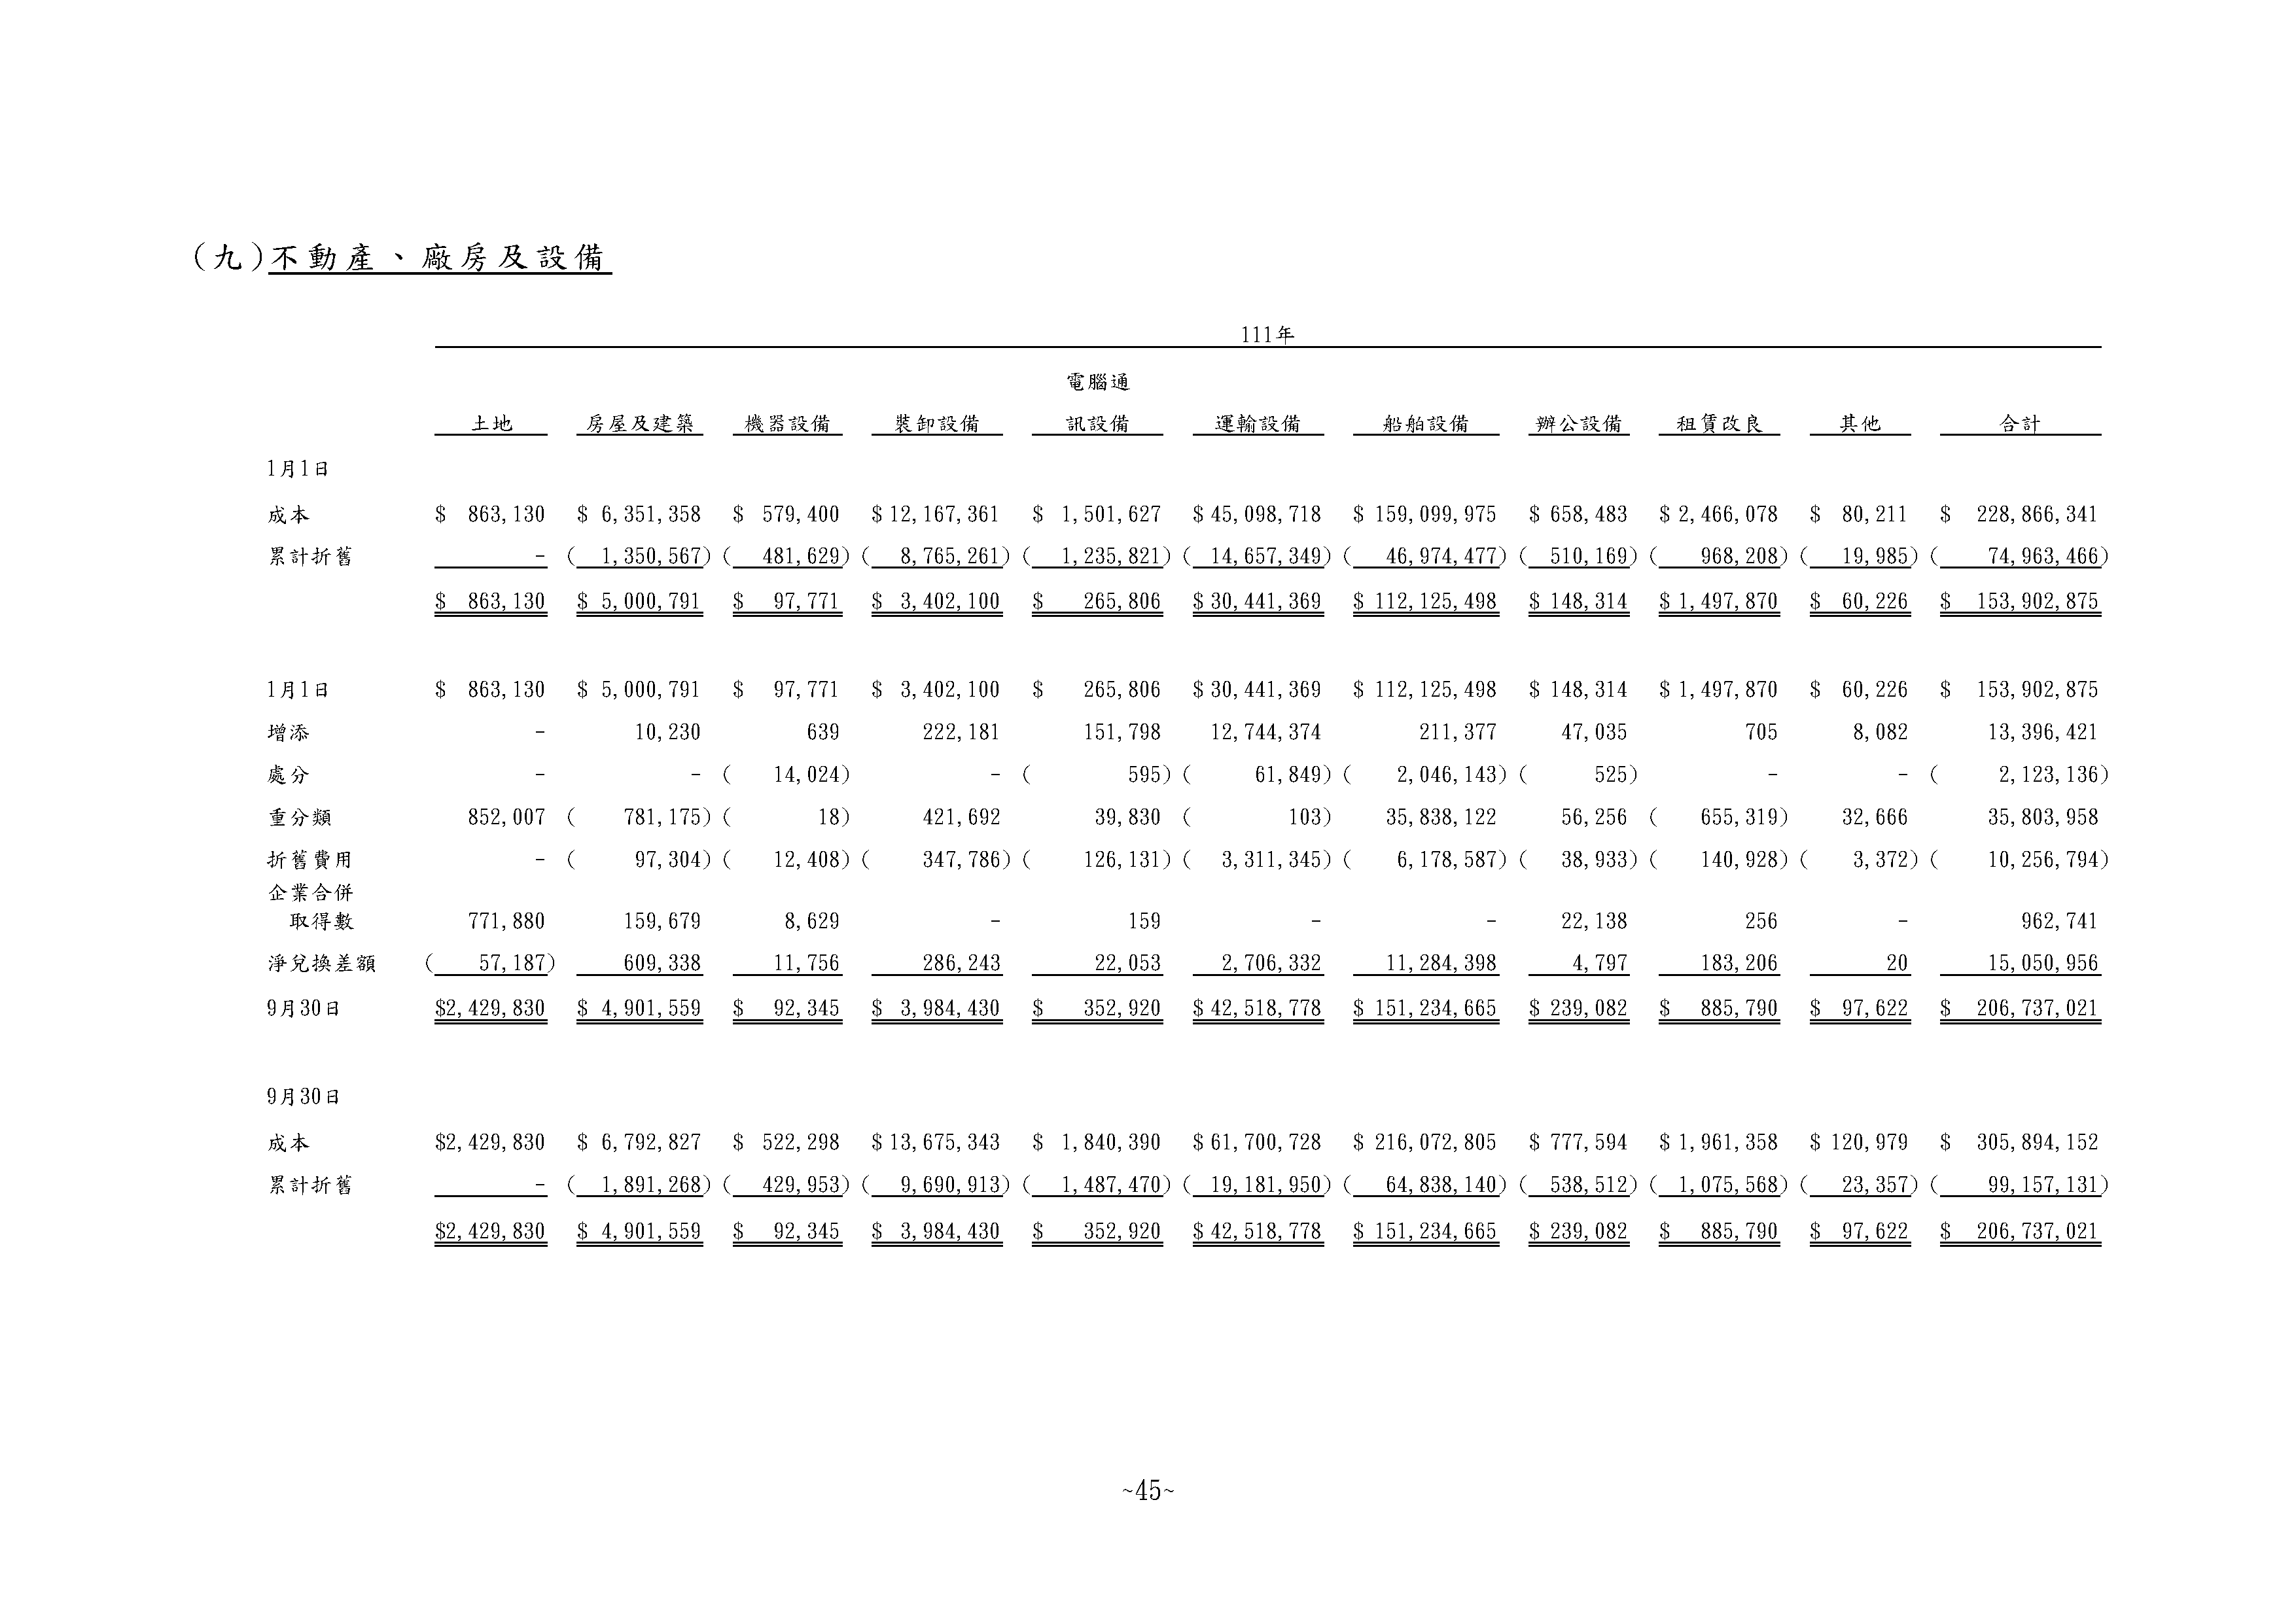 (九)不動產、廠房及設備
111年
電腦通
土地 房屋及建築 機器設備 裝卸設備 訊設備 運輸設備 船舶設備 辦公設備 租賃改良 其他 合計
1月1日
成本 $ 863,130 $ 6,351,358 $ 579,400 $ 12,167,361 $ 1,501,627 $ 45,098,718 $ 159,099,975 $ 658,483 $ 2,466,078 $ 80,211 $ 228,866,341
累計折舊 - ( 1,350,567) ( 481,629) ( 8,765,261) ( 1,235,821) ( 14,657,349) ( 46,974,477) ( 510,169) ( 968,208) ( 19,985) ( 74,963,466)
$ 863,130 $ 5,000,791 $ 97,771 $ 3,402,100 $ 265,806 $ 30,441,369 $ 112,125,498 $ 148,314 $ 1,497,870 $ 60,226 $ 153,902,875
1月1日 $ 863,130 $ 5,000,791 $ 97,771 $ 3,402,100 $ 265,806 $ 30,441,369 $ 112,125,498 $ 148,314 $ 1,497,870 $ 60,226 $ 153,902,875
增添 - 10,230 639 222,181 151,798 12,744,374 211,377 47,035 705 8,082 13,396,421
處分 - - ( 14,024) - ( 595) ( 61,849) ( 2,046,143) ( 525) - - ( 2,123,136)
重分類 852,007 ( 781,175) ( 18) 421,692 39,830 ( 103) 35,838,122 56,256 ( 655,319) 32,666 35,803,958
折舊費用 - ( 97,304) ( 12,408) ( 347,786) ( 126,131) ( 3,311,345) ( 6,178,587) ( 38,933) ( 140,928) ( 3,372) ( 10,256,794)
企業合併
取得數 771,880 159,679 8,629 - 159 - - 22,138 256 - 962,741
淨兌換差額 ( 57,187) 609,338 11,756 286,243 22,053 2,706,332 11,284,398 4,797 183,206 20 15,050,956
9月30日 $2,429,830 $ 4,901,559 $ 92,345 $ 3,984,430 $ 352,920 $ 42,518,778 $ 151,234,665 $ 239,082 $ 885,790 $ 97,622 $ 206,737,021
9月30日
成本 $2,429,830 $ 6,792,827 $ 522,298 $ 13,675,343 $ 1,840,390 $ 61,700,728 $ 216,072,805 $ 777,594 $ 1,961,358 $ 120,979 $ 305,894,152
累計折舊 - ( 1,891,268) ( 429,953) ( 9,690,913) ( 1,487,470) ( 19,181,950) ( 64,838,140) ( 538,512) ( 1,075,568) ( 23,357) ( 99,157,131)
$2,429,830 $ 4,901,559 $ 92,345 $ 3,984,430 $ 352,920 $ 42,518,778 $ 151,234,665 $ 239,082 $ 885,790 $ 97,622 $ 206,737,021
~45~